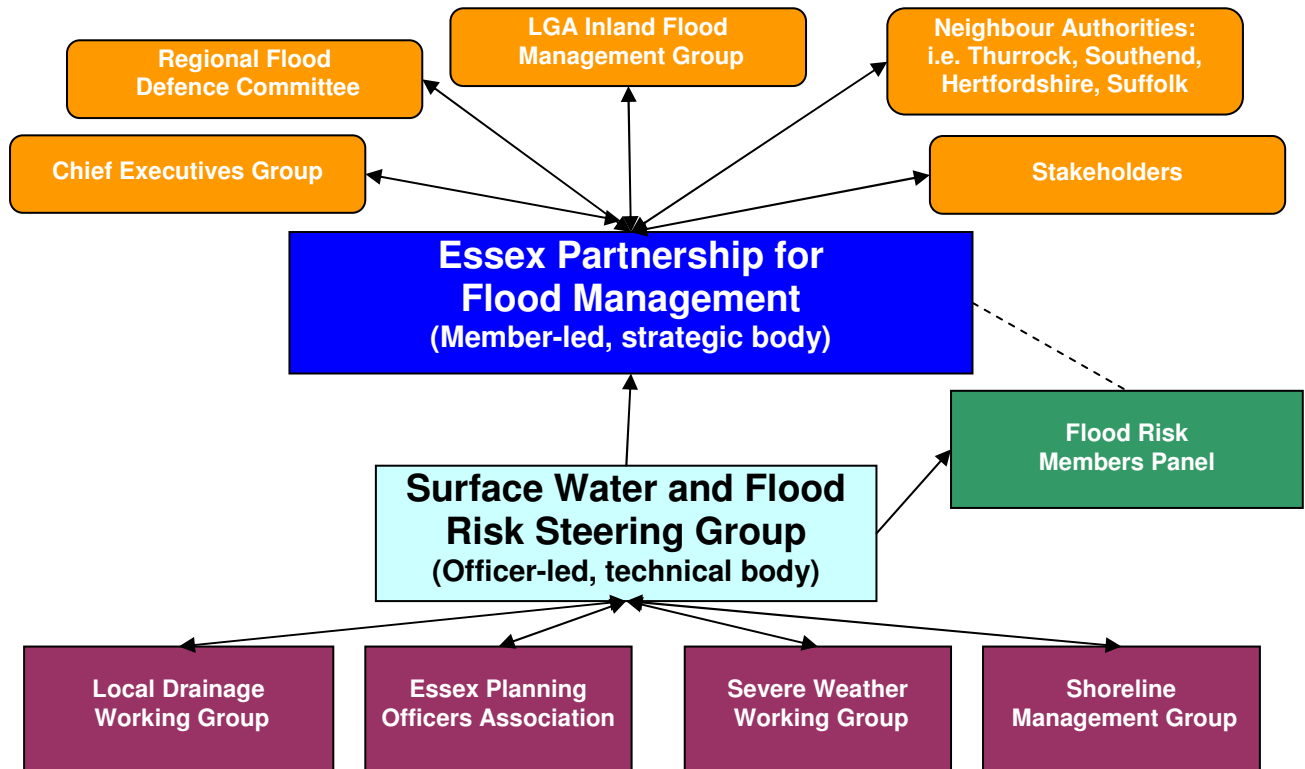 LGA Inland Flood
Management Group
Neighbour Authorities:
i.e. Thurrock, Southend,
Hertfordshire, Suffolk
Regional Flood
Defence Committee
Chief Executives Group
Stakeholders
Essex Partnership for
Flood Management
(Member-led, strategic body)
Flood Risk
Members Panel
Surface Water and Flood
Risk Steering Group
(Officer-led, technical body)
Local Drainage
Working Group
Essex Planning
Officers Association
Severe Weather
Working Group
Shoreline
Management Group